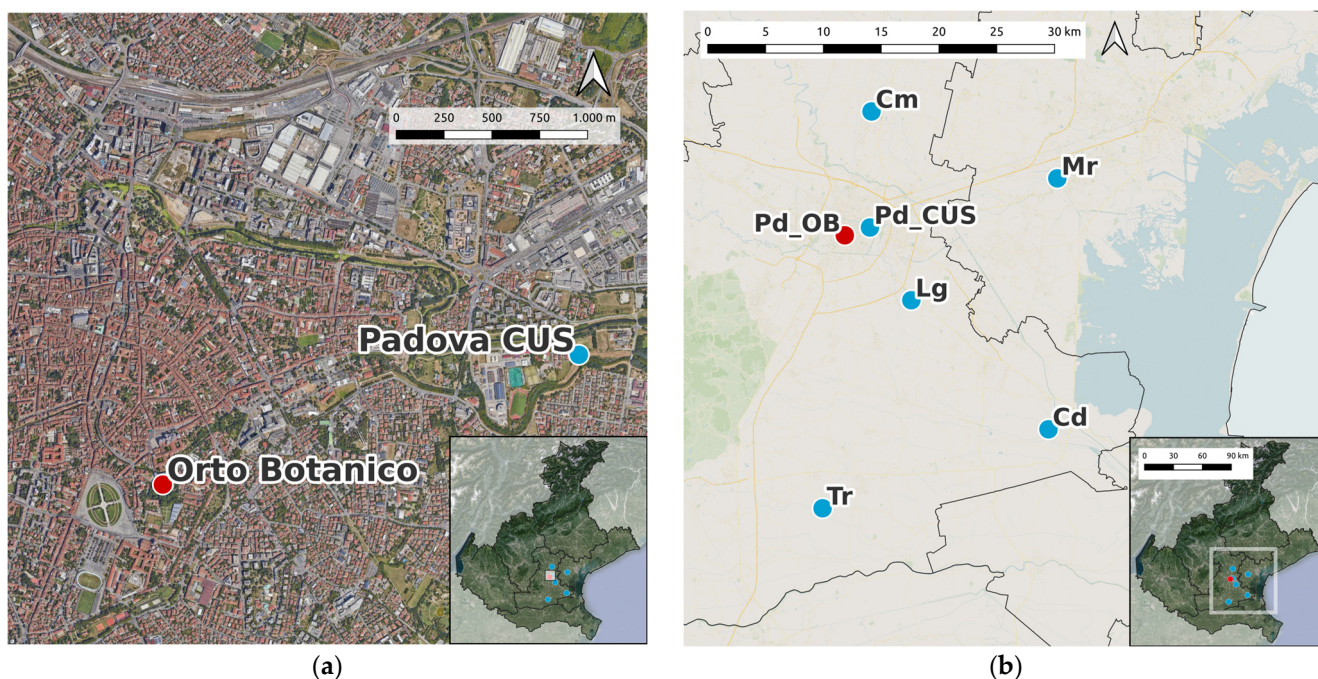 0 250 500 750 1.000 m
Padova CUS
Orto Botanico
(a)
0 5 10 15 20 25 30 km
Cm
Mr
Pd_OB
Pd_CUS
Lg
Cd
Tr
0 30 60 90 km
(b)